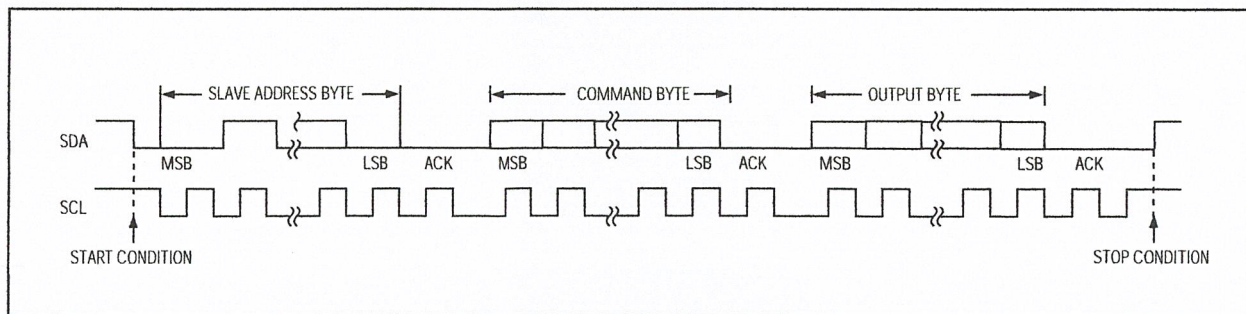 SLAVE ADDRESS BYTE COMMAND BYTE OUTPUT BYTE
SDA
MSB LSB ACK MSB LSB ACK MSB LSB ACK
SCL
START CONDITION STOP CONDITION